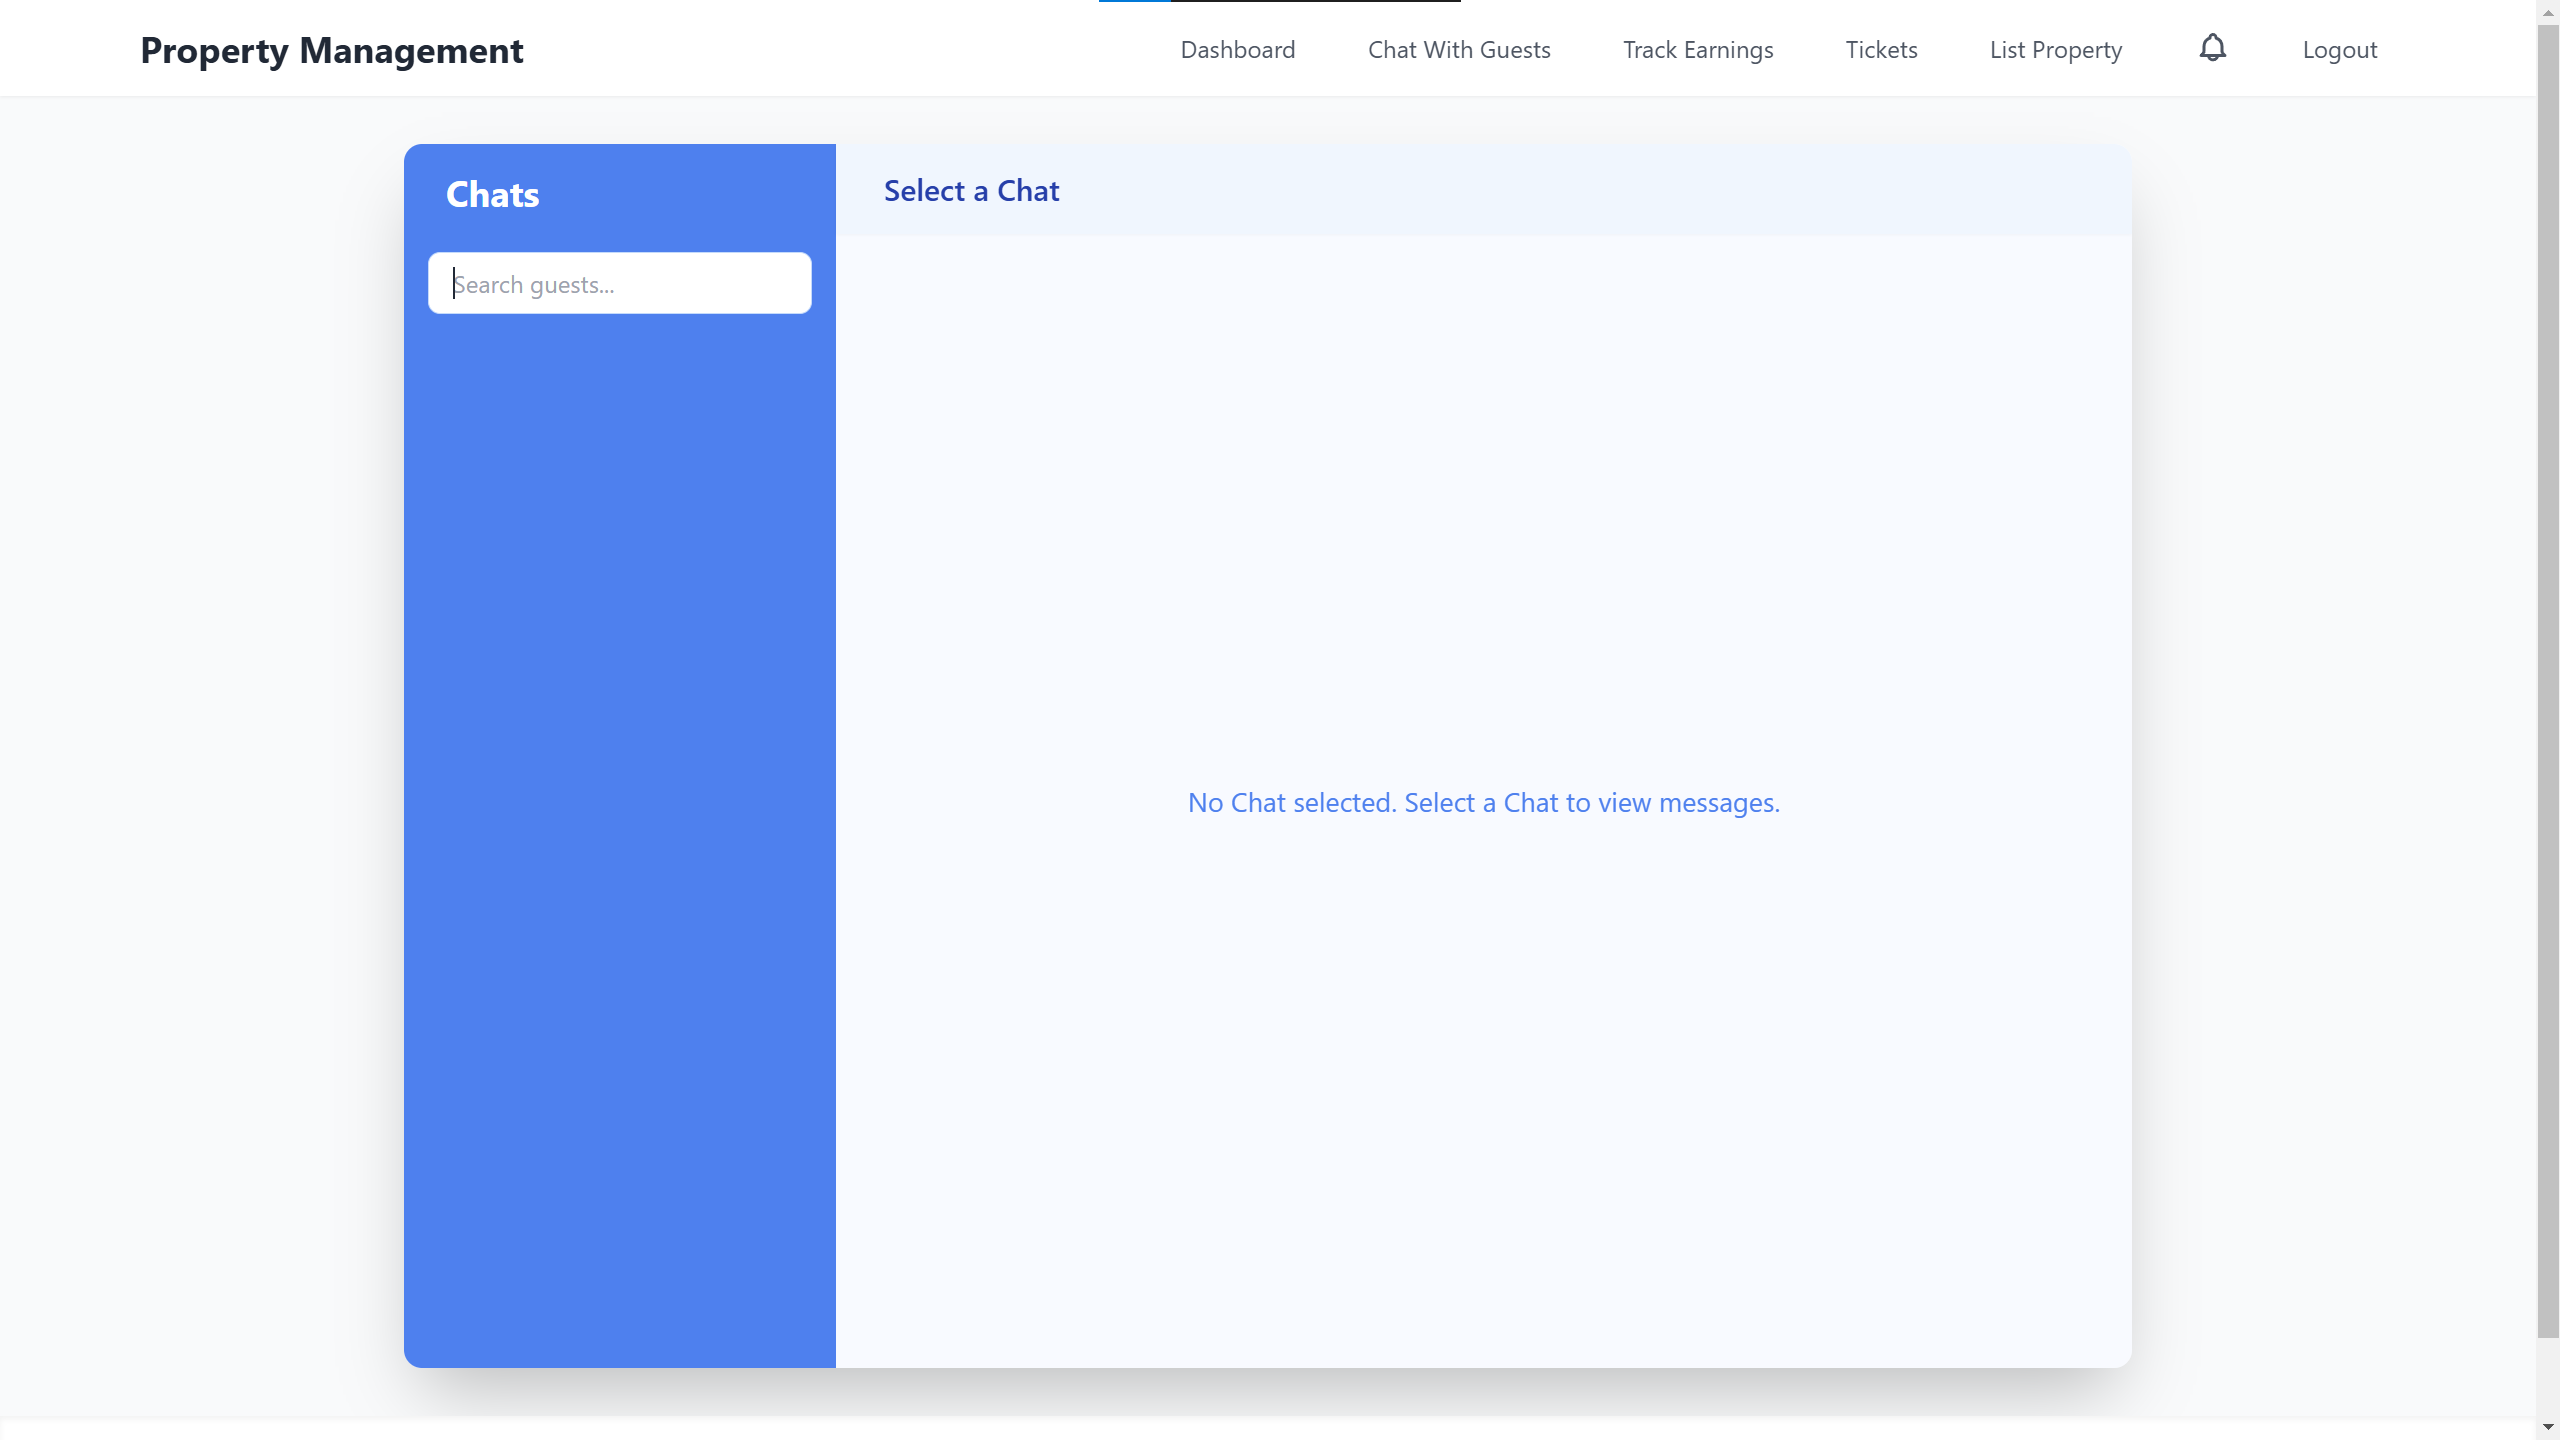 Property Management
Dashboard
Chat With Guests
Track Earnings
Tickets
List Property
Logout
Chats
Search guests...
Select a Chat
No Chat selected. Select a Chat to view messages.